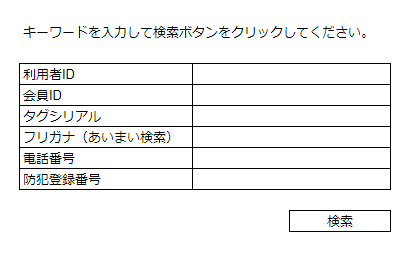 キーワードを入力して検索ボタンをクリックしてください。
利用者ID
会員ID
タグシリアル
フリガナ（あいまい検索）
電話番号
防犯登録番号
検索